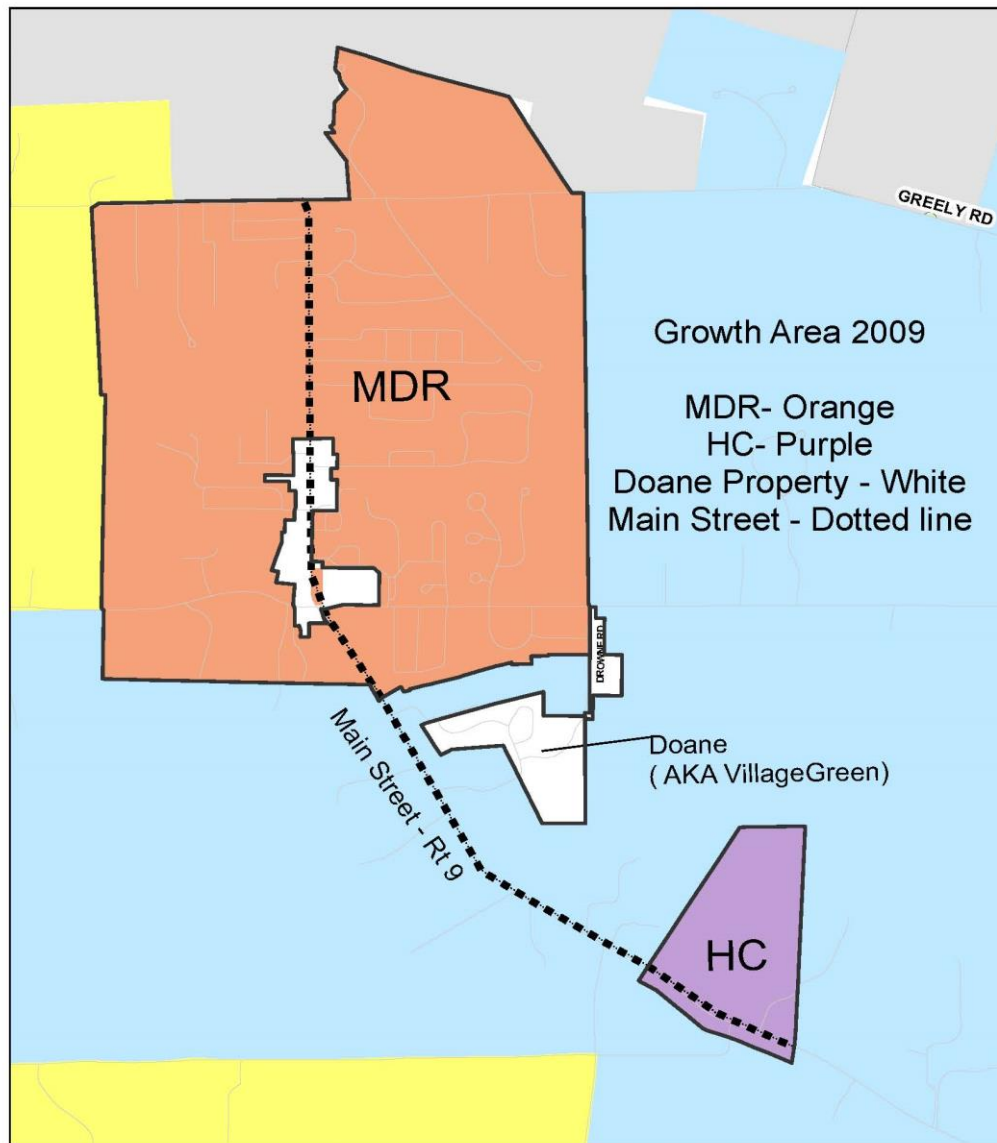 GREELY RD
Growth Area 2009
MDR- Orange
HC- Purple
Doane Property - White
Main Street - Dotted line
MDR
DROWNE RD
Main Street - Rt 9
Doane
( AKA VillageGreen)
HC